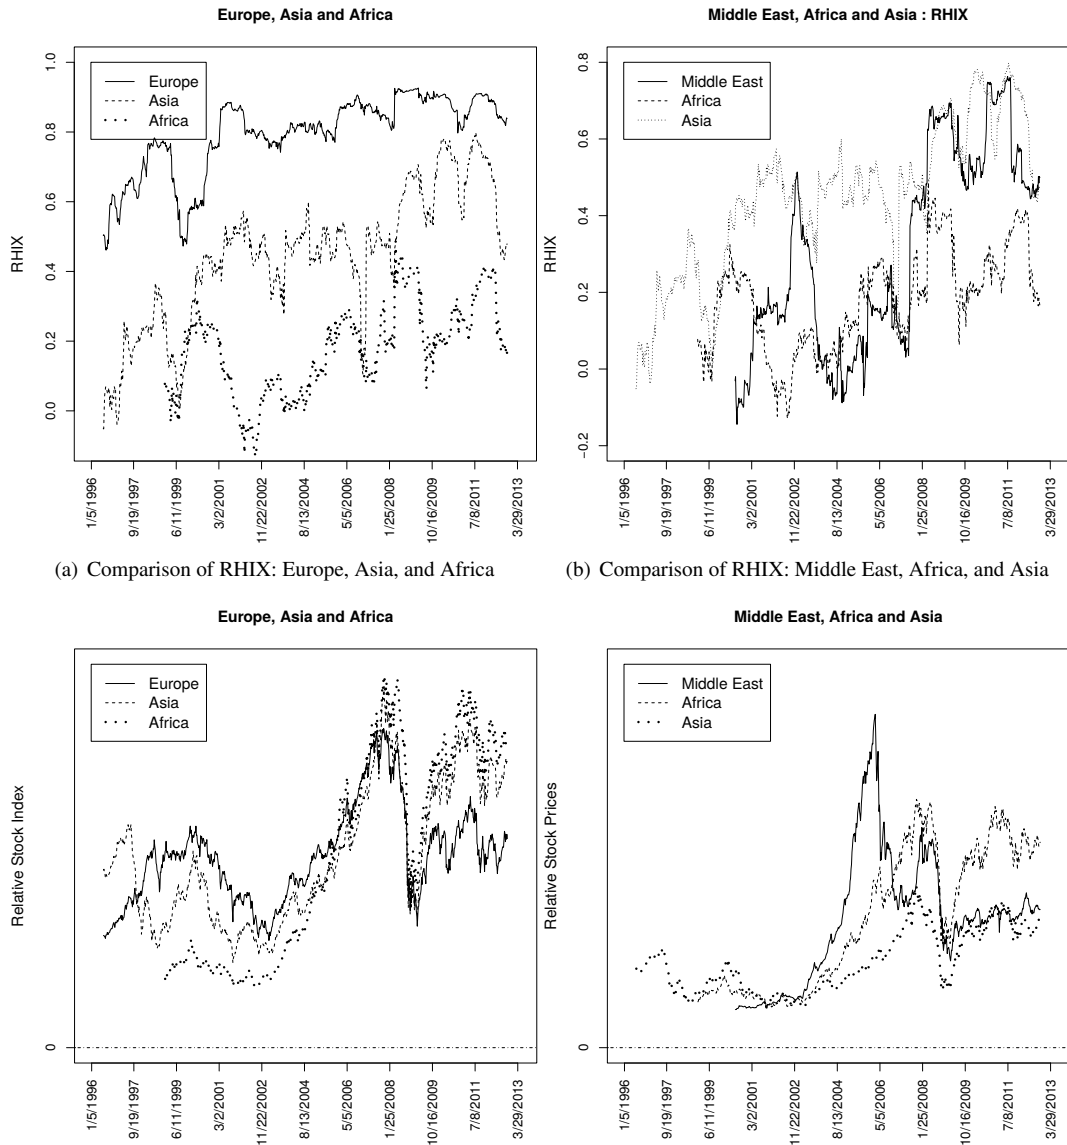 Europe, Asia and Africa
RHIX
0.0 0.2 0.4 0.6 0.8 1.0
Europe
Asia
Africa
1/5/1996 9/19/1997 6/11/1999 3/2/2001 11/22/2002 8/13/2004 5/5/2006 1/25/2008 10/16/2009 7/8/2011 3/29/2013
(a) Comparison of RHIX: Europe, Asia, and Africa
Middle East, Africa and Asia : RHIX
RHIX
−0.2 0.0 0.2 0.4 0.6 0.8
Middle East
Africa
Asia
1/5/1996 9/19/1997 6/11/1999 3/2/2001 11/22/2002 8/13/2004 5/5/2006 1/25/2008 10/16/2009 7/8/2011 3/29/2013
(b) Comparison of RHIX: Middle East, Africa, and Asia
Europe, Asia and Africa
Relative Stock Index
0
Europe
Asia
Africa
1/5/1996 9/19/1997 6/11/1999 3/2/2001 11/22/2002 8/13/2004 5/5/2006 1/25/2008 10/16/2009 7/8/2011 3/29/2013
Middle East, Africa and Asia
Relative Stock Prices
0
Middle East
Africa
Asia
1/5/1996 9/19/1997 6/11/1999 3/2/2001 11/22/2002 8/13/2004 5/5/2006 1/25/2008 10/16/2009 7/8/2011 3/29/2013